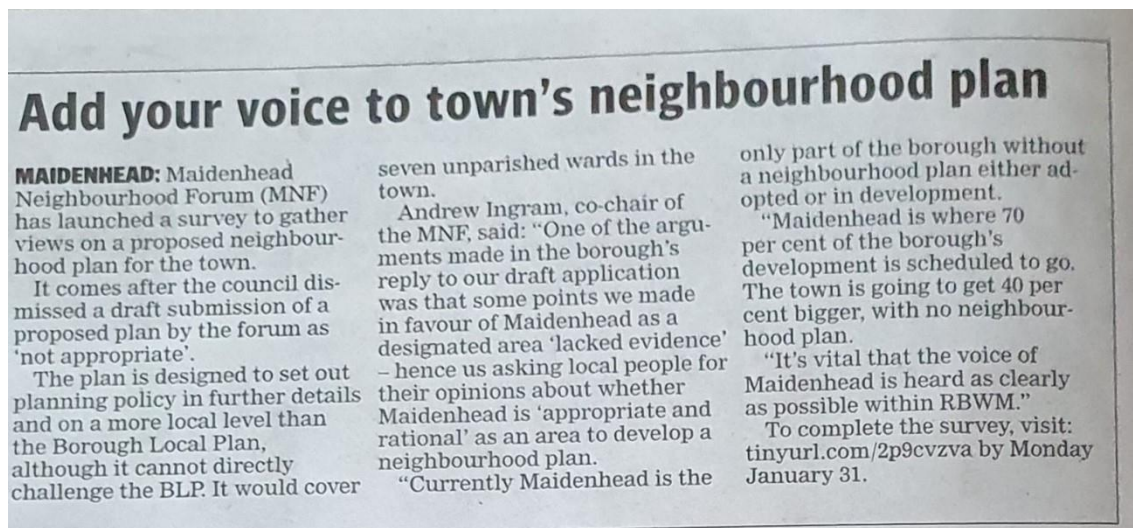 Add your voice to town's neighbourhood plan
MAIDENHEAD: Maidenhead
Neighbourhood Forum (MNF)
has launched a survey to gather
views on a proposed neighbour-
hood plan for the town.
It comes after the council dis-
missed a draft submission of a
proposed plan by the forum as
'not appropriate'.
The plan is designed to set out
planning policy in further details
and on a more local level than
the Borough Local Plan,
although it cannot directly
challenge the BLP. It would cover
seven unparished wards in the
town.
Andrew Ingram, co-chair of
the MNF, said: "One of the argu-
ments made in the borough's
reply to our draft application
was that some points we made
in favour of Maidenhead as a
designated area 'lacked evidence'
– hence us asking local people for
their opinions about whether
Maidenhead is 'appropriate and
rational' as an area to develop a
neighbourhood plan.
"Currently Maidenhead is the
only part of the borough without
a neighbourhood plan either ad-
opted or in development.
"Maidenhead is where 70
per cent of the borough's
development is scheduled to go.
The town is going to get 40 per
cent bigger, with no neighbour-
hood plan.
"It's vital that the voice of
Maidenhead is heard as clearly
as possible within RBWM."
To complete the survey, visit:
tinyurl.com/2p9cvzva by Monday
January 31.